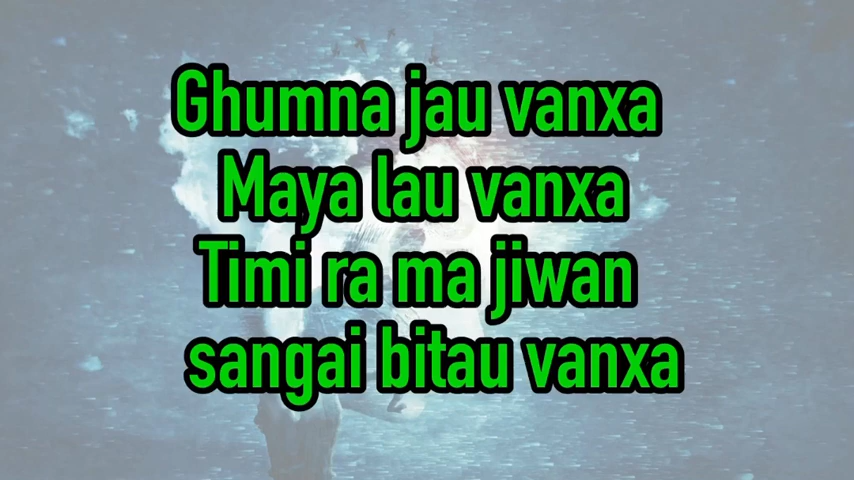 Ghumna jau vanxa
Maya lau vanxa
Timi ra ma jiwan
sangai bitau vanxa